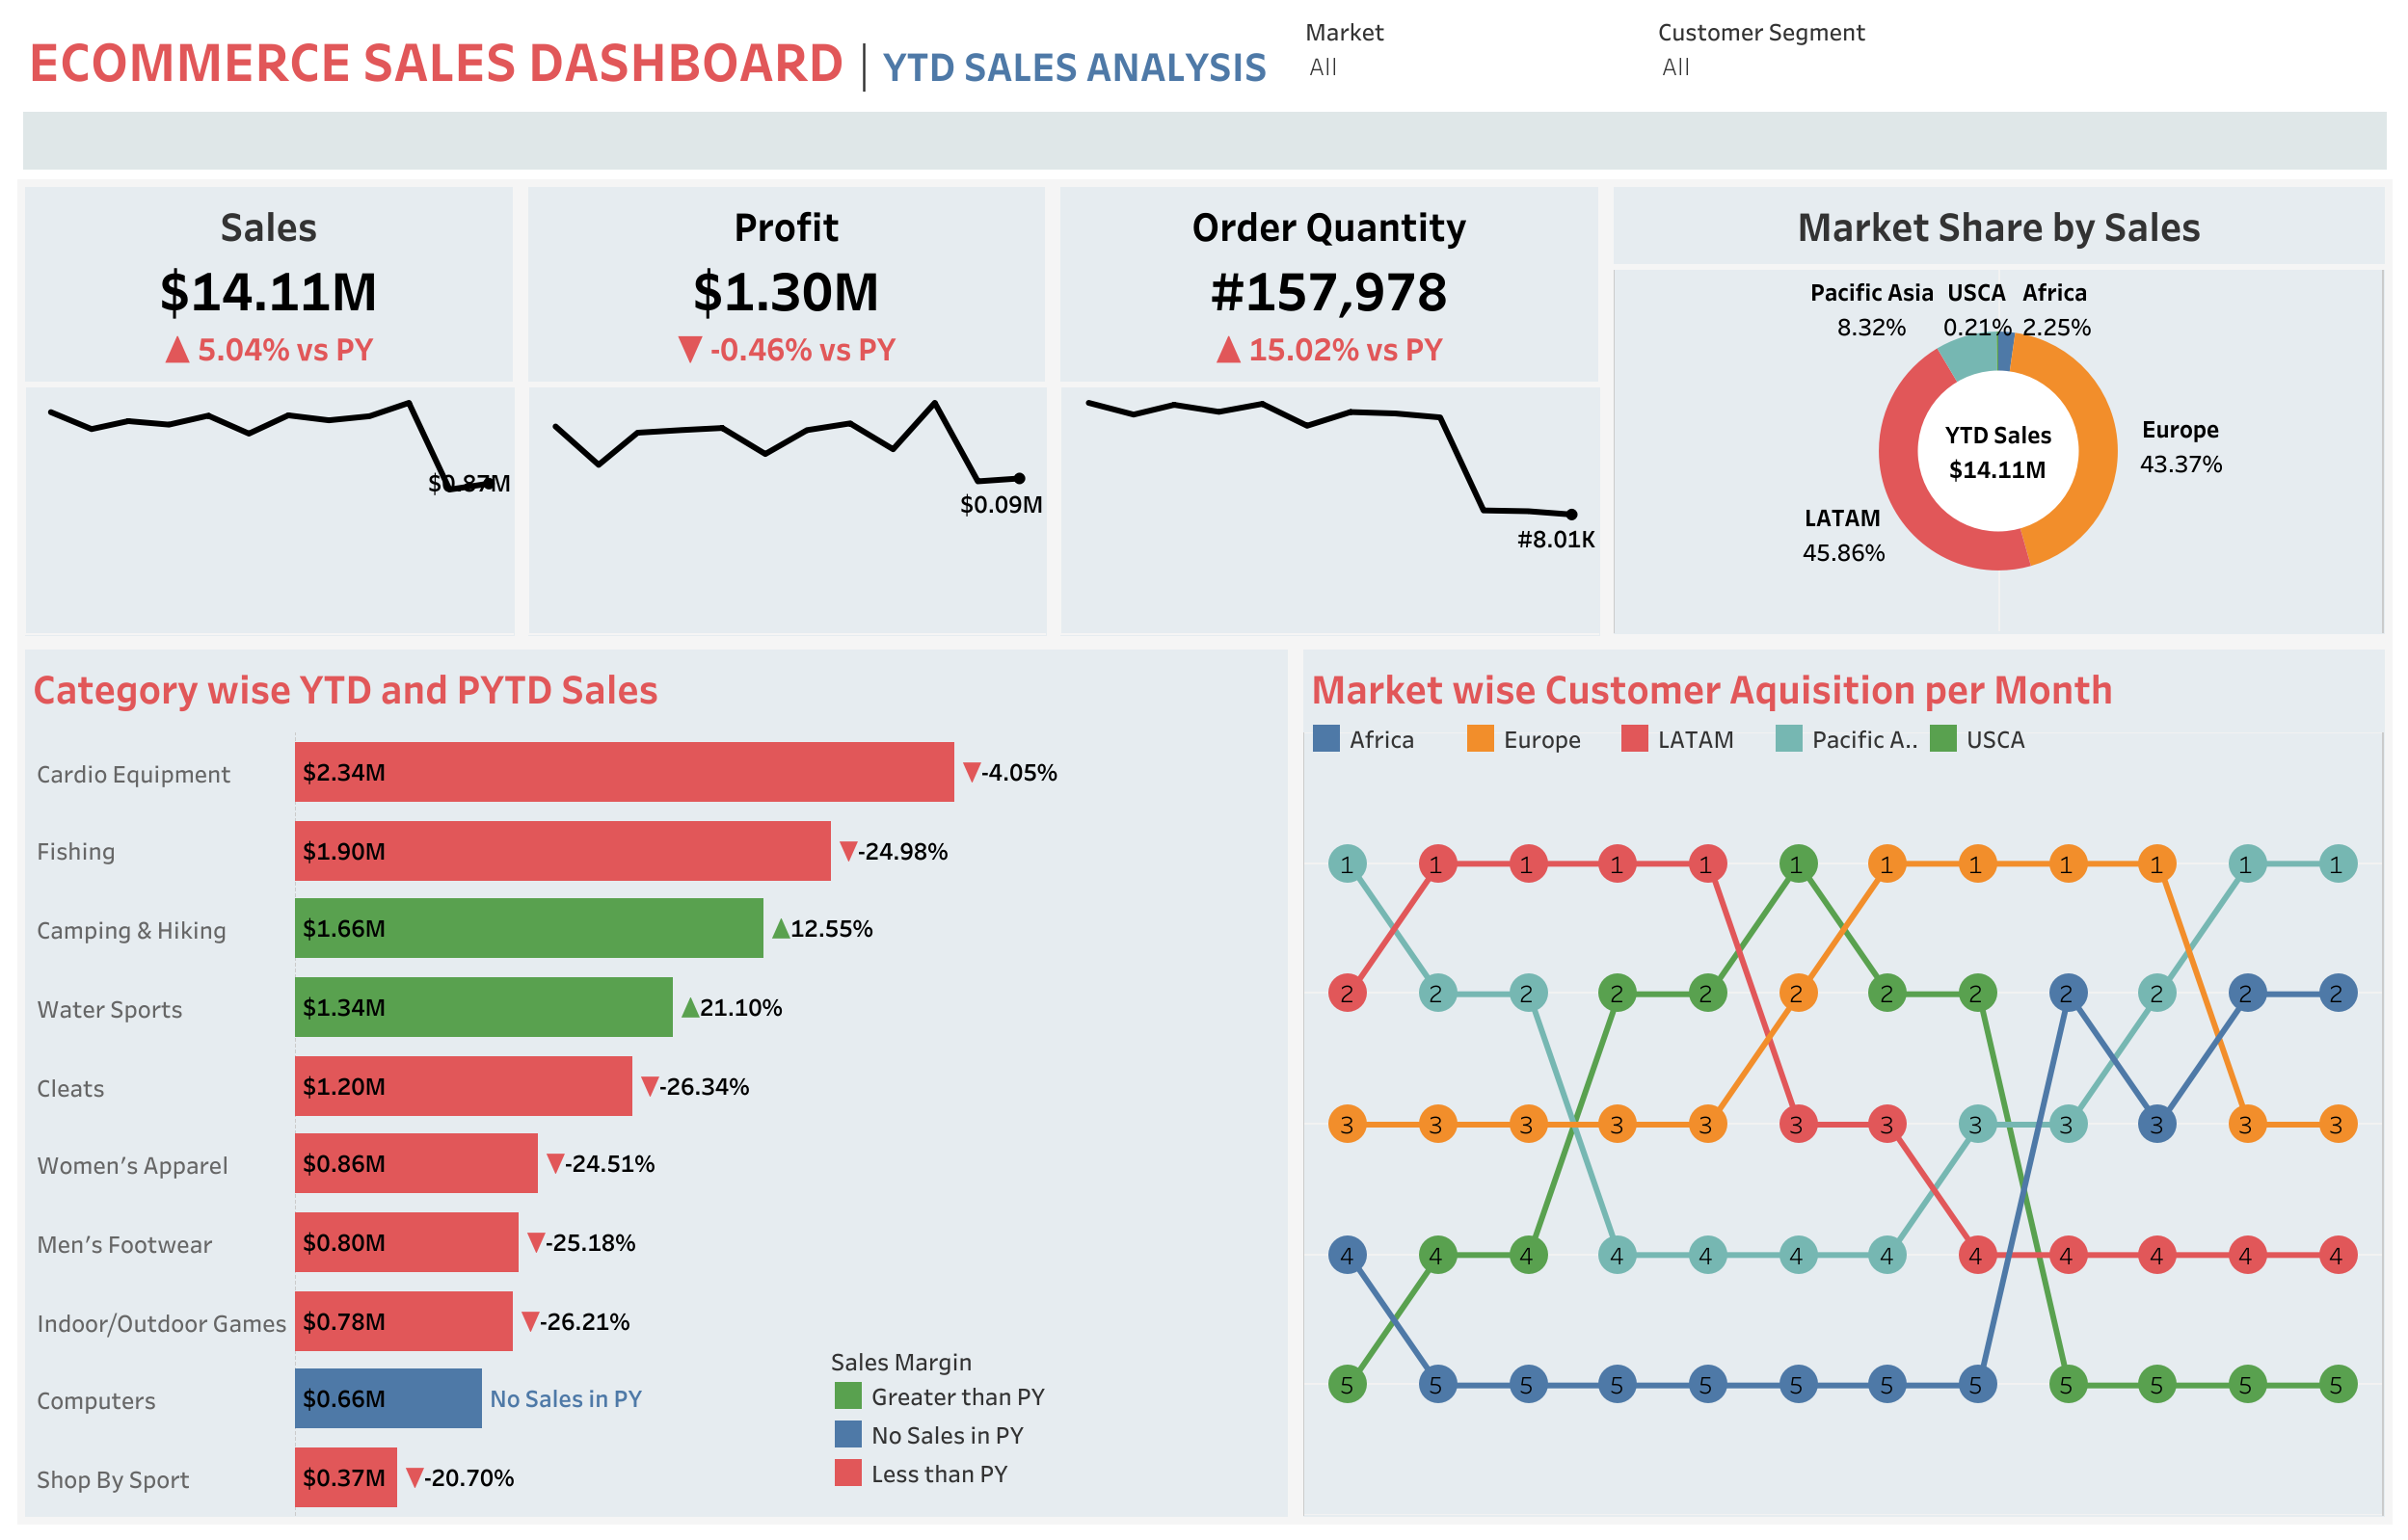 ECOMMERCE SALES DASHBOARD | YTD SALES ANALYSIS
Market
All
Customer Segment
All
Sales
$14.11M
▲ 5.04% vs PY
$0.87M
Profit
$1.30M
▼ -0.46% vs PY
$0.09M
Order Quantity
#157,978
▲ 15.02% vs PY
#8.01K
Market Share by Sales
Pacific Asia USCA Africa
8.32% 0.21% 2.25%
YTD Sales
$14.11M
Europe
43.37%
LATAM
45.86%
Category wise YTD and PYTD Sales
Cardio Equipment $2.34M ▼-4.05%
Fishing $1.90M ▼-24.98%
Camping & Hiking $1.66M ▲12.55%
Water Sports $1.34M ▲21.10%
Cleats $1.20M ▼-26.34%
Women's Apparel $0.86M ▼-24.51%
Men's Footwear $0.80M ▼-25.18%
Indoor/Outdoor Games $0.78M ▼-26.21%
Computers $0.66M No Sales in PY
Shop By Sport $0.37M ▼-20.70%
Sales Margin
Greater than PY
No Sales in PY
Less than PY
Market wise Customer Aquisition per Month
Africa Europe LATAM Pacific A.. USCA
1 1 1 1 1 1 1 1 1 1 1 1
2 2 2 2 2 2 2 2 2 2 2 2
3 3 3 3 3 3 3 3 3 3 3 3
4 4 4 4 4 4 4 4 4 4 4 4
5 5 5 5 5 5 5 5 5 5 5 5